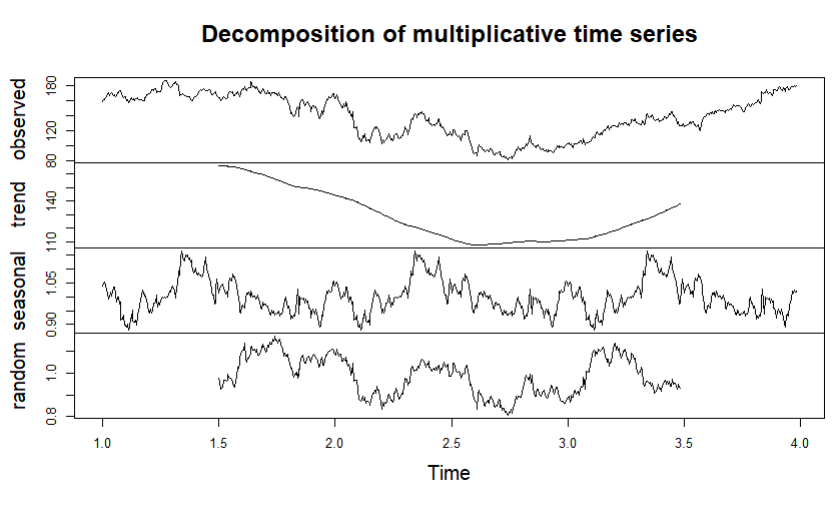 Decomposition of multiplicative time series
observed
80 120 180
trend
110 140
seasonal
0.90 1.05
random
0.8 1.0
1.0 1.5 2.0 2.5 3.0 3.5 4.0
Time